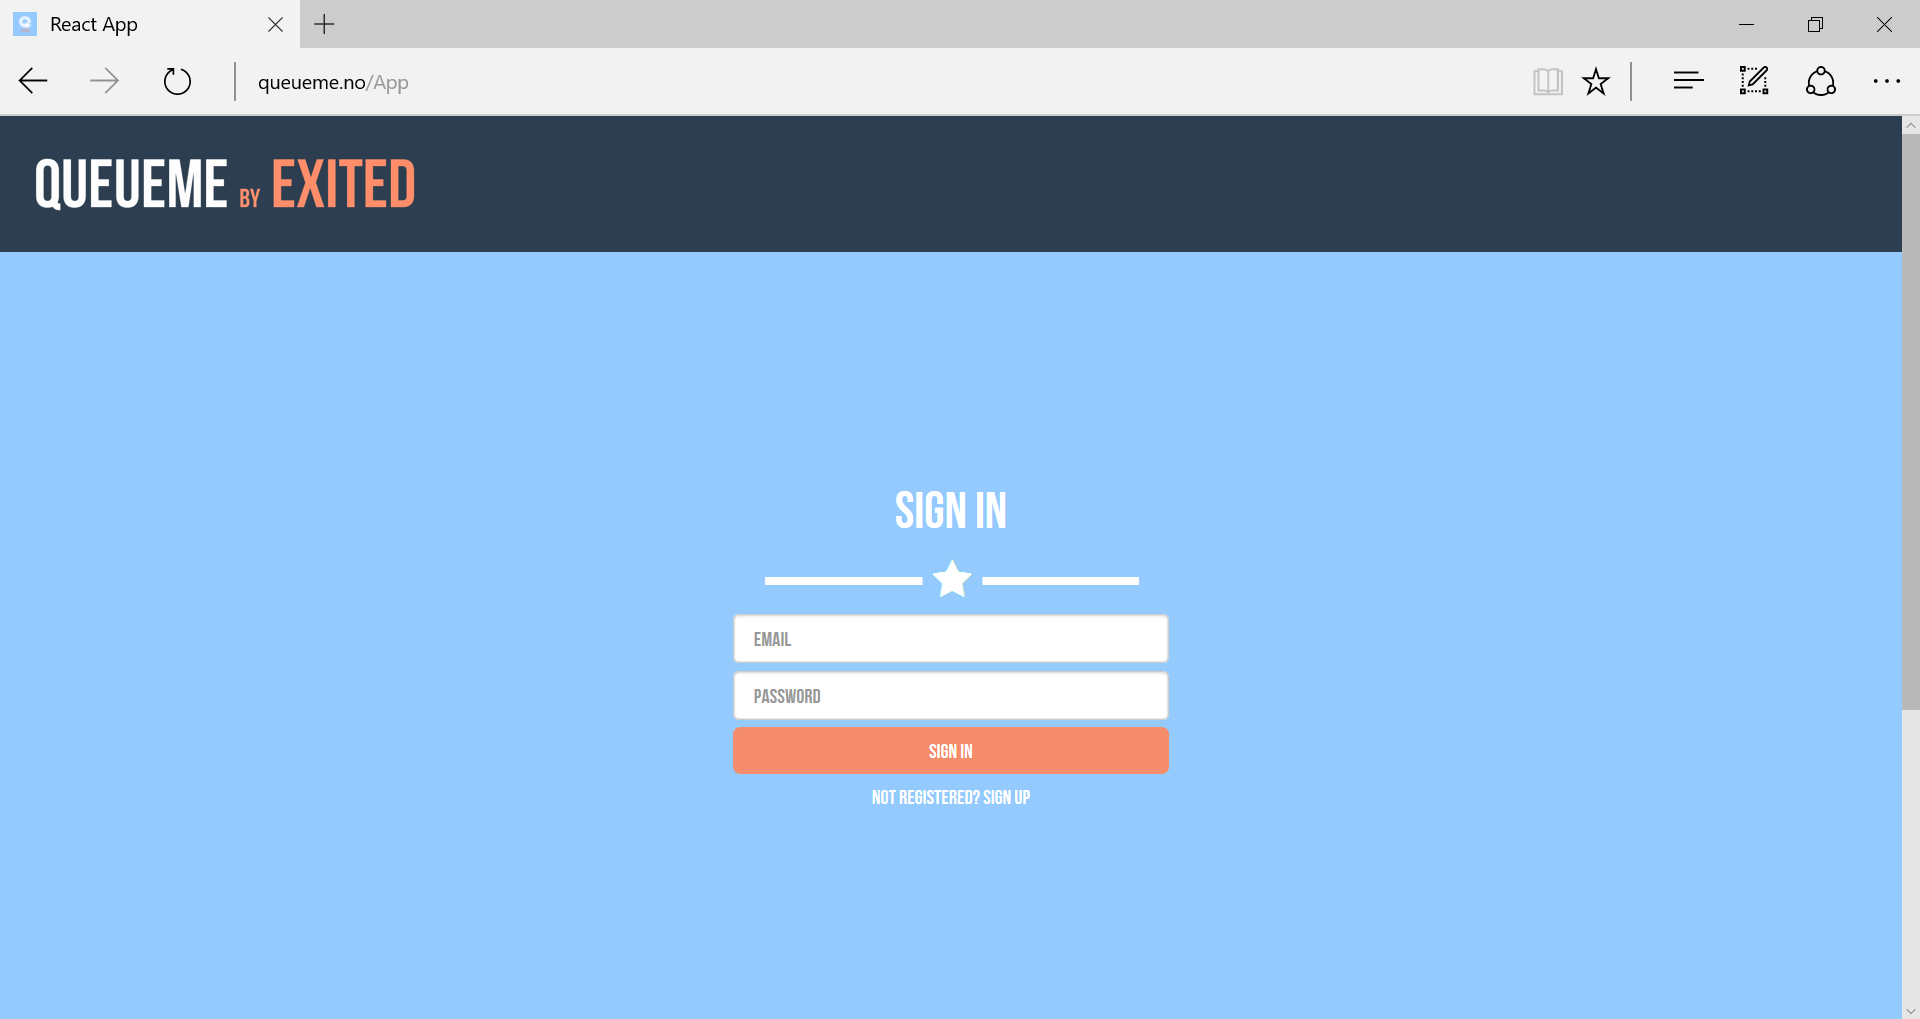 React App
queueme.no/App
QUEUEME BY EXITED
SIGN IN
EMAIL
PASSWORD
SIGN IN
NOT REGISTERED? SIGN UP